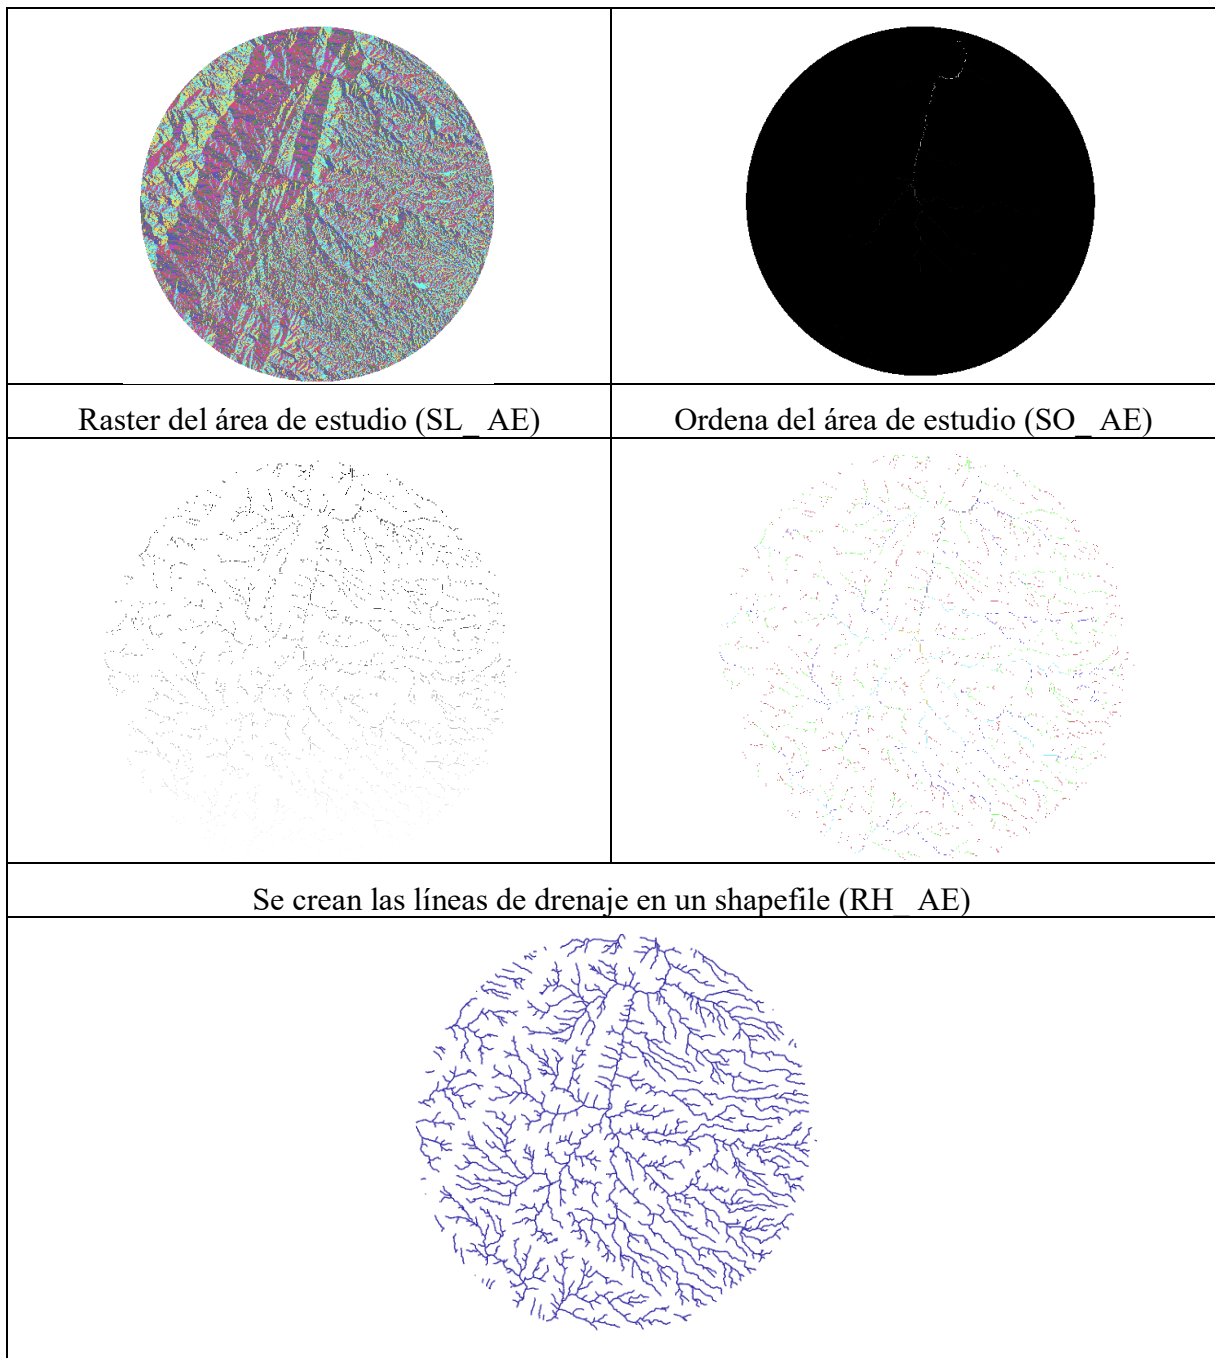 Raster del área de estudio (SL_ AE)
Ordena del área de estudio (SO_ AE)
Se crean las líneas de drenaje en un shapefile (RH_ AE)